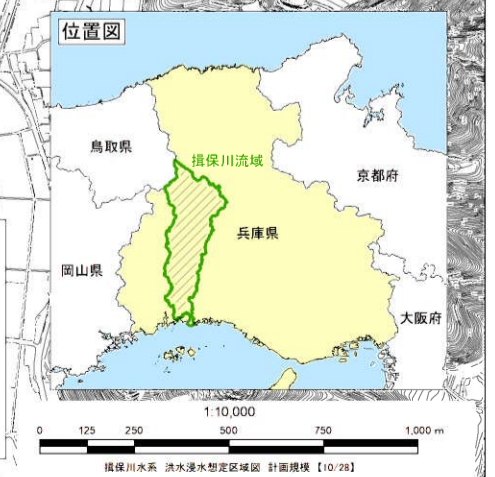 位置図
鳥取県
揖保川流域
京都府
兵庫県
岡山県
大阪府
1:10,000
0 125 250 500 750 1,000 m
揖保川水系 洪水浸水想定区域図 計画規模 【10/28】